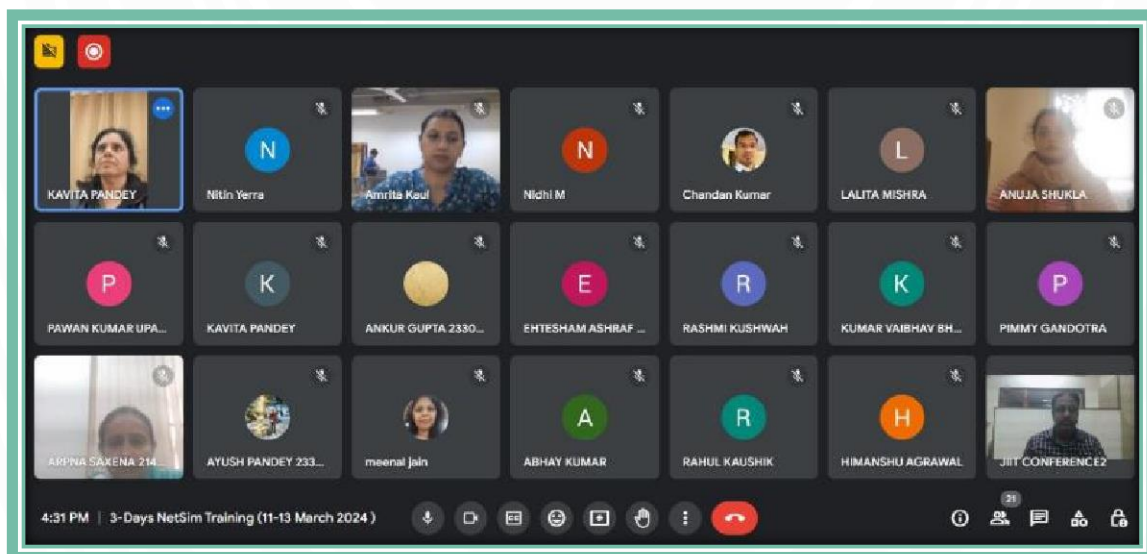 KAVITA PANDEY
N
Nitin Yerra
Amrita Kaul
N
Nidhi M
Chandan Kumar
L
LALITA MISHRA
ANUJA SHUKLA
P
PAWAN KUMAR UPA...
K
KAVITA PANDEY
ANKUR GUPTA 2330...
E
EHTESHAM ASHRAF ...
R
RASHMI KUSHWAH
K
KUMAR VAIBHAV BH...
P
PIMMY GANDOTRA
ARPNA SAXENA 214...
AYUSH PANDEY 233...
meenal jain
A
ABHAY KUMAR
R
RAHUL KAUSHIK
H
HIMANSHU AGRAWAL
JIIT CONFERENCE2
4:31 PM | 3-Days NetSim Training (11-13 March 2024 )
CC
21